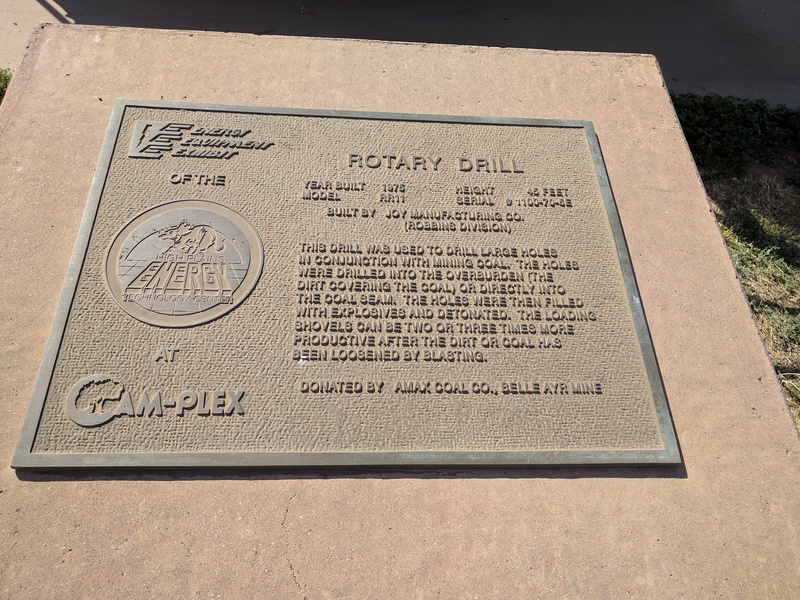 ENERGY
EQUIPMENT
EXHIBIT
OF THE
HIGH PLAINS
ENERGY
TECHNOLOGY CENTER
AT
CAM-PLEX
ROTARY DRILL
YEAR BUILT 1975 HEIGHT 45 FEET
MODEL RR11 SERIAL # 1100-70-5E
BUILT BY JOY MANUFACTURING CO.
(ROBBINS DIVISION)
THIS DRILL WAS USED TO DRILL LARGE HOLES
IN CONJUNCTION WITH MINING COAL. THE HOLES
WERE DRILLED INTO THE OVERBURDEN (THE
DIRT COVERING THE COAL) OR DIRECTLY INTO
THE COAL SEAM. THE HOLES WERE THEN FILLED
WITH EXPLOSIVES AND DETONATED. THE LOADING
SHOVELS CAN BE TWO OR THREE TIMES MORE
PRODUCTIVE AFTER THE DIRT OR COAL HAS
BEEN LOOSENED BY BLASTING.
DONATED BY AMAX COAL CO., BELLE AYR MINE